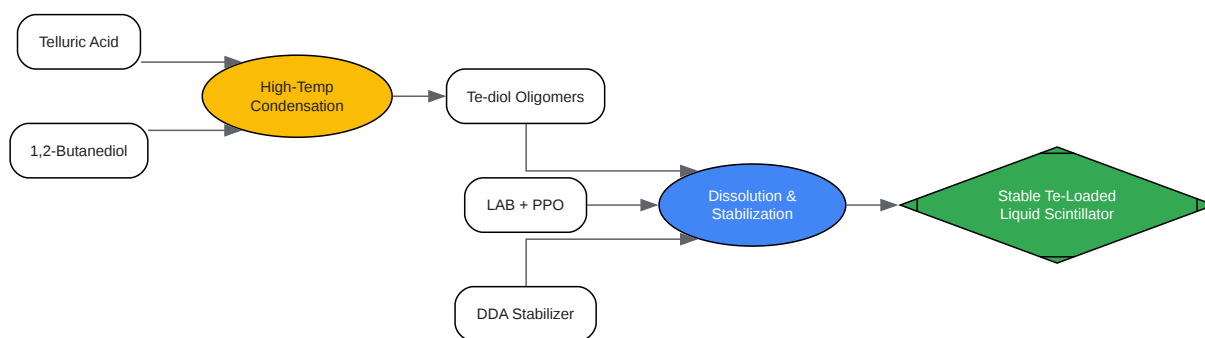 Telluric Acid
1,2-Butanediol
High-Temp
Condensation
Te-diol Oligomers
LAB + PPO
DDA Stabilizer
Dissolution &
Stabilization
Stable Te-Loaded
Liquid Scintillator